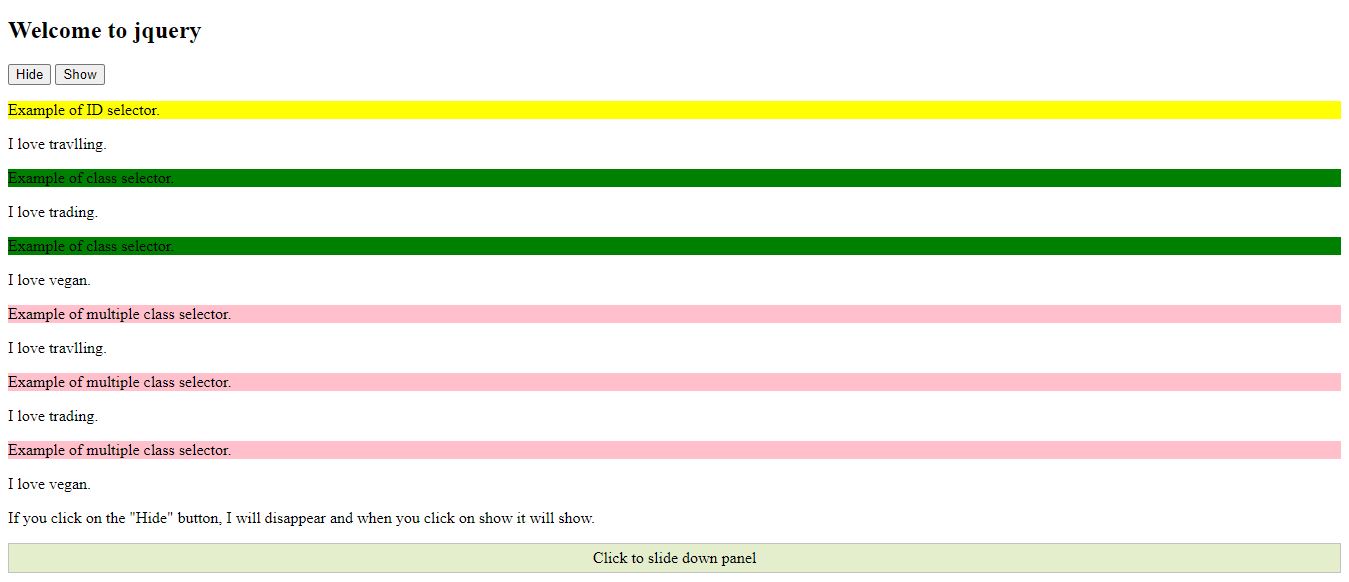 Welcome to jquery
Hide Show
Example of ID selector.
I love travlling.
Example of class selector.
I love trading.
Example of class selector.
I love vegan.
Example of multiple class selector.
I love travlling.
Example of multiple class selector.
I love trading.
Example of multiple class selector.
I love vegan.
If you click on the "Hide" button, I will disappear and when you click on show it will show.
Click to slide down panel